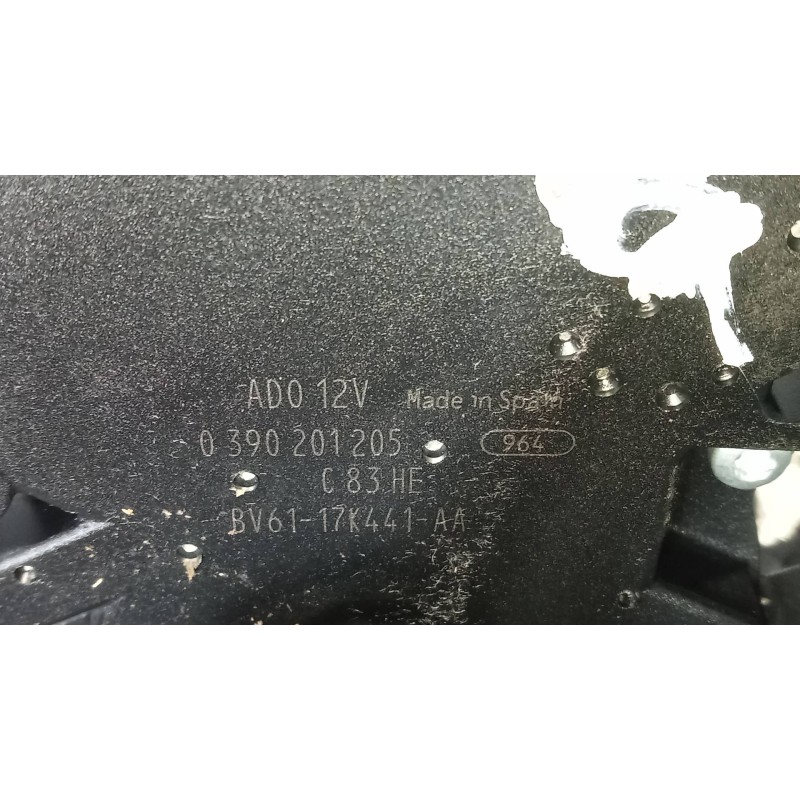 ADO 12V Made in Spain
0 390 201 205 964
C 83 HE
BV61-17K441-AA